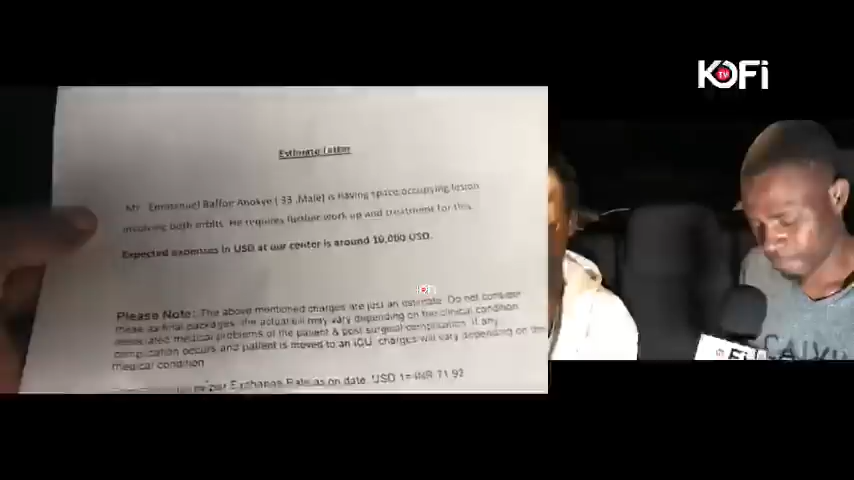 KOFi
TV
Estimate Letter
Mr. Emmanuel Baffoe Anokye ( 33 ,Male) is having space occupying lesion
involving both orbits. He requires further work up and treatment for this.
Expected expenses in USD at our center is around 10,000 USD.
Please Note: The above mentioned charges are just an estimate. Do not consider
these as final packages, the actual bill may vary depending on the clinical condition,
associated medical problems of the patient & post surgical complication. If any
complication occurs and patient is moved to an ICU, charges will vary depending on the
medical condition
as per Exchange Rate as on date. USD 1= INR 71.92
CALVIN